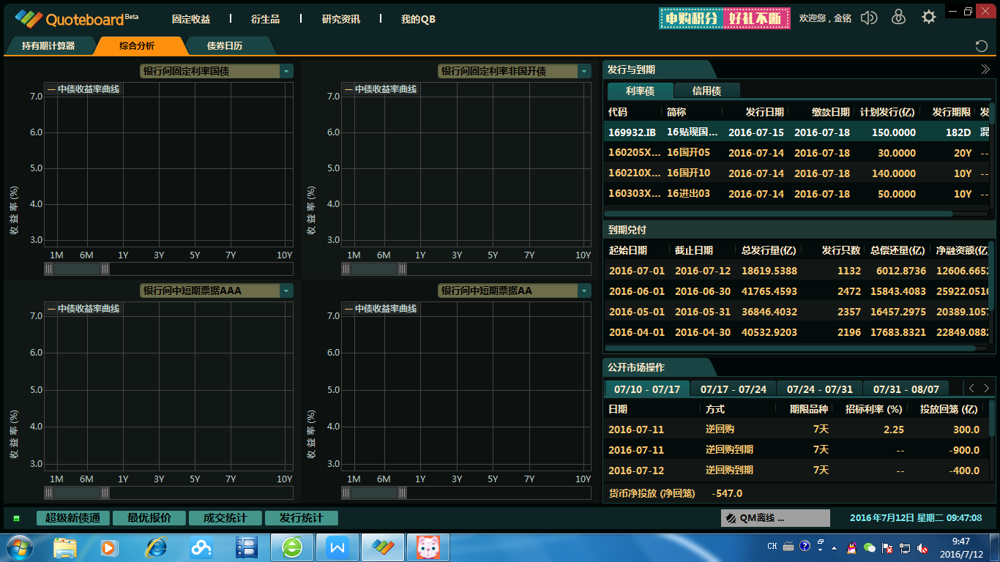 Quoteboard Beta 固定收益 衍生品 研究资讯 我的QB 申购积分 好礼不断 欢迎您，金铭
持有期计算器 综合分析 债券日历
银行间固定利率国债
中债收益率曲线
7.0
6.0
5.0
4.0
3.0
收益率(%)
1M 6M 1Y 3Y 5Y 7Y 10Y
银行间固定利率非国开债
中债收益率曲线
7.0
6.0
5.0
4.0
3.0
收益率(%)
1M 6M 1Y 3Y 5Y 7Y 10Y
银行间中短期票据AAA
中债收益率曲线
7.0
6.0
5.0
4.0
3.0
收益率(%)
1M 6M 1Y 3Y 5Y 7Y 10Y
银行间中短期票据AA
中债收益率曲线
7.0
6.0
5.0
4.0
3.0
收益率(%)
1M 6M 1Y 3Y 5Y 7Y 10Y
发行与到期
利率债 信用债
代码 简称 发行日期 缴款日期 计划发行(亿) 发行期限 发
169932.IB 16贴现国... 2016-07-15 2016-07-18 150.0000 182D 混
160205X... 16国开05 2016-07-14 2016-07-18 30.0000 20Y --
160210X... 16国开10 2016-07-14 2016-07-18 140.0000 10Y --
160303X... 16进出03 2016-07-14 2016-07-18 50.0000 10Y --
到期兑付
起始日期 截止日期 总发行量(亿) 发行只数 总偿还量(亿) 净融资额(亿
2016-07-01 2016-07-12 18619.5388 1132 6012.8736 12606.6652
2016-06-01 2016-06-30 41765.4593 2472 15843.4083 25922.0510
2016-05-01 2016-05-31 36846.4032 2357 16457.2975 20389.1057
2016-04-01 2016-04-30 40532.9203 2196 17683.8321 22849.0882
公开市场操作
07/10 - 07/17 07/17 - 07/24 07/24 - 07/31 07/31 - 08/07
日期 方式 期限品种 招标利率 (%) 投放回笼 (亿)
2016-07-11 逆回购 7天 2.25 300.0
2016-07-11 逆回购到期 7天 -- -900.0
2016-07-12 逆回购到期 7天 -- -400.0
货币净投放 (净回笼) -547.0
超级新债通 最优报价 成交统计 发行统计 QM离线 ... 2016年7月12日 星期二 09:47:08
CH 9:47
2016/7/12